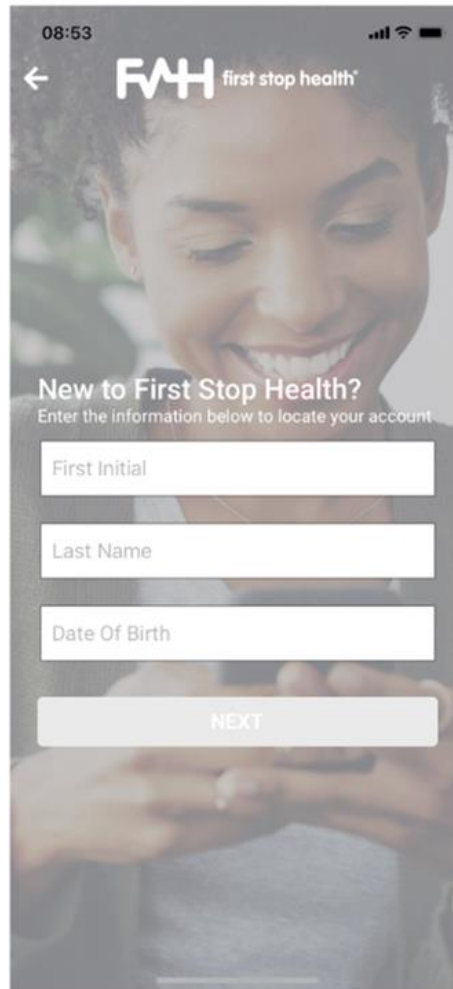 08:53
first stop health®
New to First Stop Health?
Enter the information below to locate your account
First Initial
Last Name
Date Of Birth
NEXT